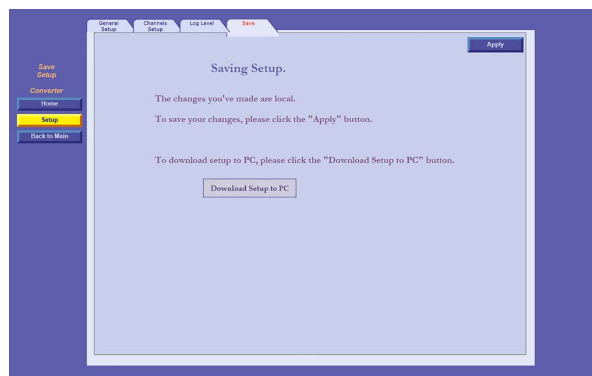 General
Setup
Channels
Setup
Log Level
Save
Apply
Save
Setup
Converter
Home
Setup
Back to Main
Saving Setup.
The changes you've made are local.
To save your changes, please click the "Apply" button.
To download setup to PC, please click the "Download Setup to PC" button.
Download Setup to PC